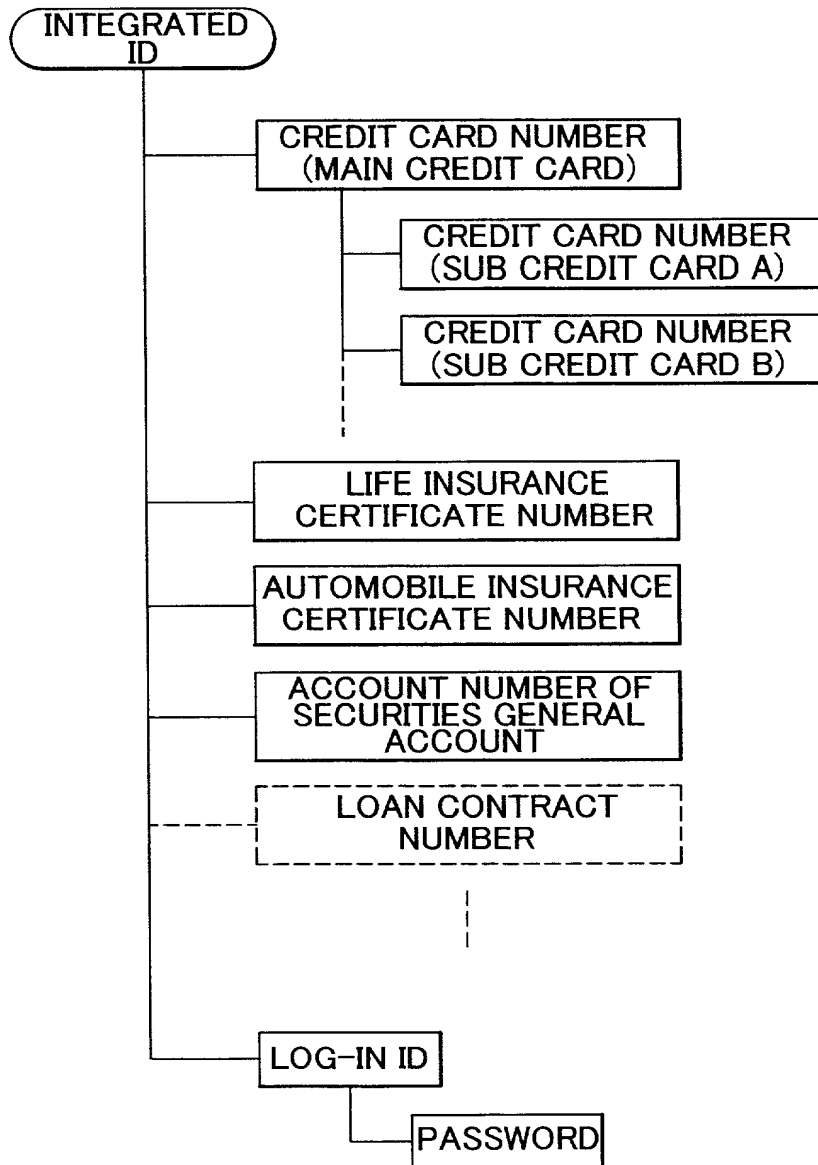 INTEGRATED
ID
CREDIT CARD NUMBER
(MAIN CREDIT CARD)
CREDIT CARD NUMBER
(SUB CREDIT CARD A)
CREDIT CARD NUMBER
(SUB CREDIT CARD B)
LIFE INSURANCE
CERTIFICATE NUMBER
AUTOMOBILE INSURANCE
CERTIFICATE NUMBER
ACCOUNT NUMBER OF
SECURITIES GENERAL
ACCOUNT
LOAN CONTRACT
NUMBER
LOG-IN ID
PASSWORD